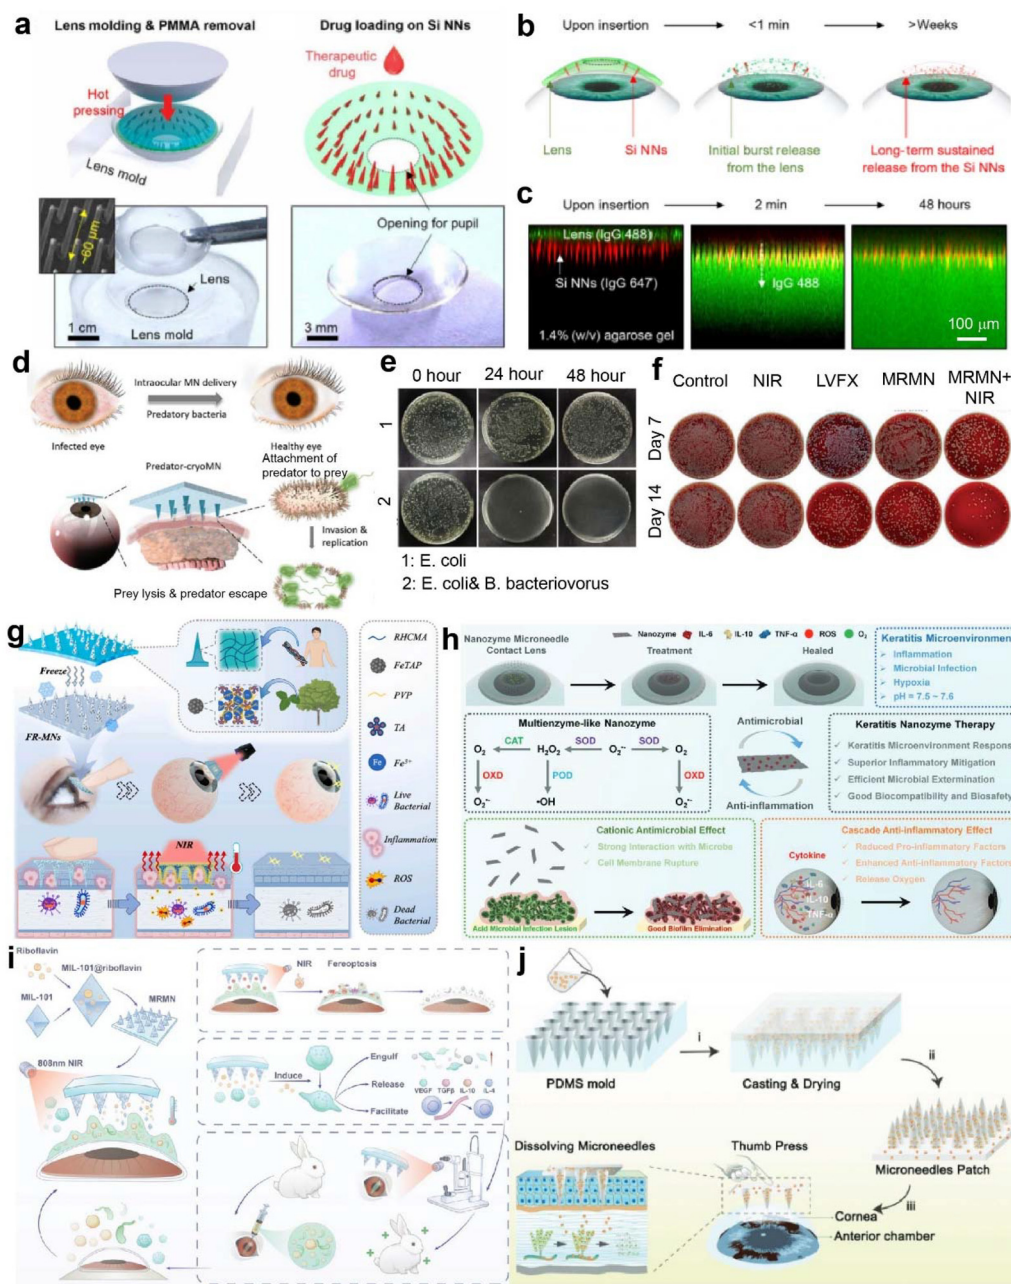 a
Lens molding & PMMA removal
Hot
pressing
Lens mold
~60 µm
Lens
1 cm
Lens mold
Drug loading on Si NNs
Therapeutic
drug
Opening for pupil
3 mm
b
Upon insertion
<1 min
>Weeks
Lens
Si NNs
Initial burst release
from the lens
Long-term sustained
release from the Si NNs
c
Upon insertion
2 min
48 hours
Lens (IgG 488)
Si NNs (IgG 647)
1.4% (w/v) agarose gel
IgG 488
100 µm
d
Intraocular MN delivery
Predatory bacteria
Infected eye
Healthy eye
Predator-cryoMN
Attachment of
predator to prey
Invasion &
replication
Prey lysis & predator escape
e
0 hour
24 hour
48 hour
1
2
1: E. coli
2: E. coli& B. bacteriovorus
f
Control
NIR
LVFX
MRMN
MRMN+
NIR
Day 7
Day 14
g
Freeze
FR-MNs
NIR
RHCMA
FeTAP
PVP
TA
Fe
Fe³⁺
Live
Bacterial
Inflammation
ROS
Dead
Bacterial
h
Nanozyme
IL-6
IL-10
TNF-α
ROS
O₂
Nanozyme Microneedle
Contact Lens
Treatment
Healed
Keratitis Microenvironment
Inflammation
Microbial Infection
Hypoxia
pH = 7.5 ~ 7.6
Multienzyme-like Nanozyme
O₂
CAT
H₂O₂
SOD
O₂•−
SOD
O₂
OXD
POD
OXD
O₂•−
•OH
O₂•−
Antimicrobial
Anti-inflammation
Keratitis Nanozyme Therapy
Keratitis Microenvironment Respons
Superior Inflammatory Mitigation
Efficient Microbial Extermination
Good Biocompatibility and Biosafety
Cationic Antimicrobial Effect
Strong Interaction with Microbe
Cell Membrane Rupture
Acid Microbial Infection Lesion
Good Biofilm Elimination
Cascade Anti-inflammatory Effect
Reduced Pro-inflammatory Factors
Enhanced Anti-inflammatory Factors
Release Oxygen
Cytokine
IL-6
IL-10
TNF-α
i
Riboflavin
MIL-101@riboflavin
MIL-101
MRMN
808nm NIR
NIR
Fereoptosis
Induce
Engulf
Release
Facilitate
VEGF
TGFβ
IL-10
IL-4
j
PDMS mold
i
Casting & Drying
ii
Microneedles Patch
iii
Dissolving Microneedles
Thumb Press
Cornea
Anterior chamber